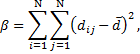 β = ∑_{i=1}^{N} ∑_{j=1}^{N} (d_{ij} − d̄)²,